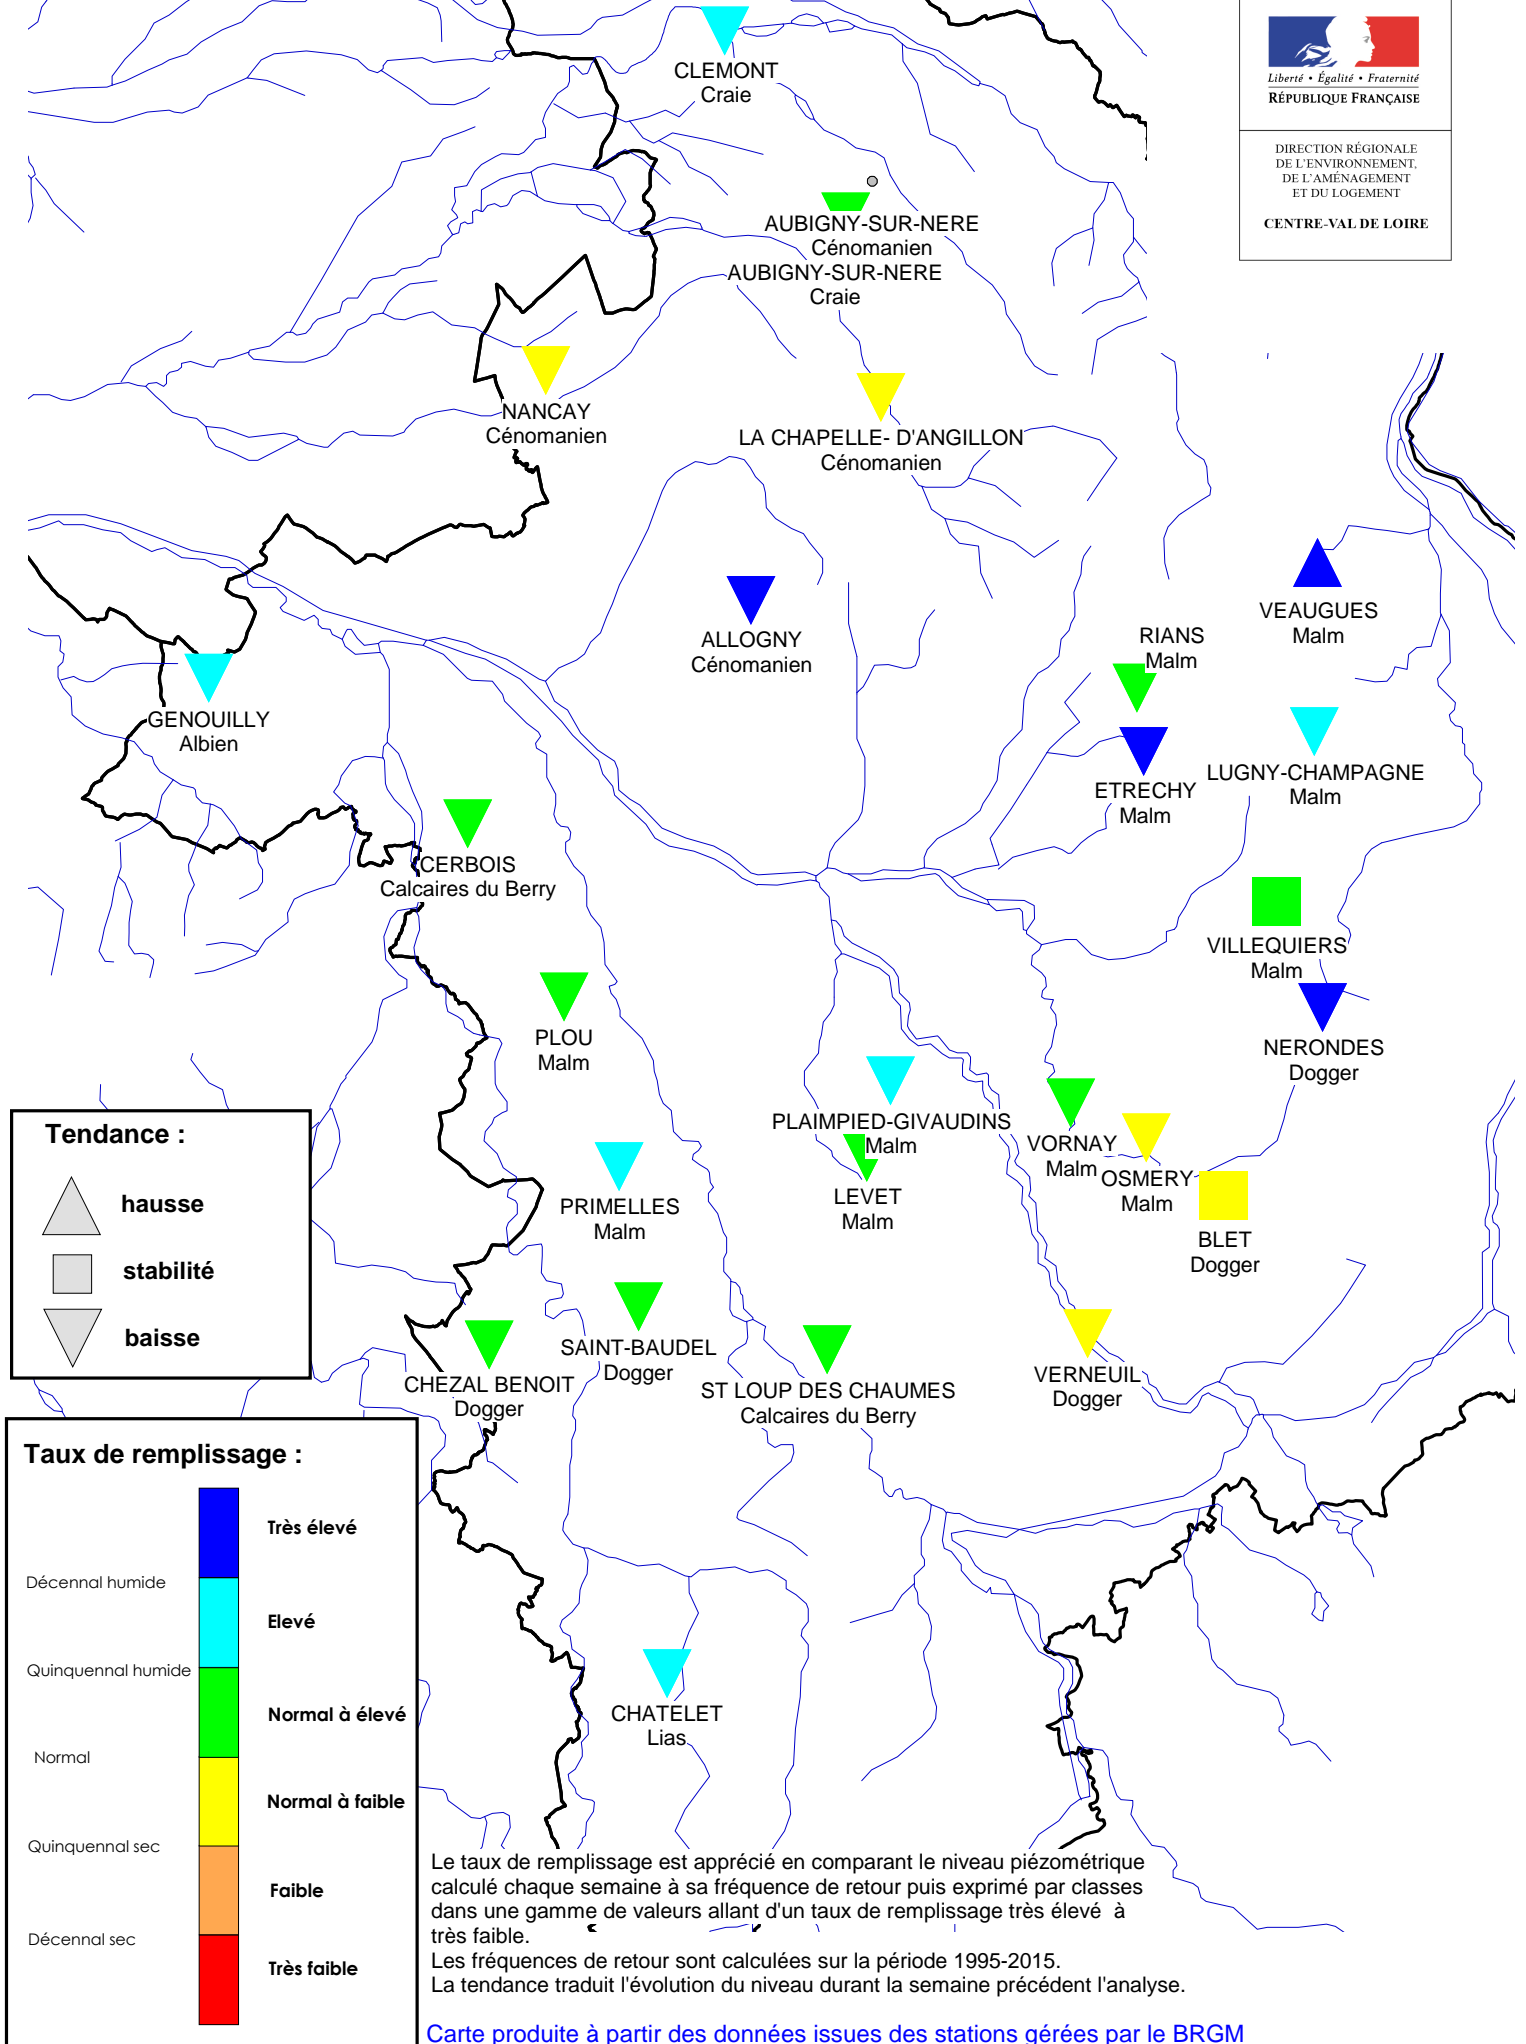 Liberté • Égalité • Fraternité
RÉPUBLIQUE FRANÇAISE
DIRECTION RÉGIONALE
DE L'ENVIRONNEMENT,
DE L'AMÉNAGEMENT
ET DU LOGEMENT
CENTRE-VAL DE LOIRE
CLEMONT
Craie
AUBIGNY-SUR-NERE
Cénomanien
AUBIGNY-SUR-NERE
Craie
NANCAY
Cénomanien
LA CHAPELLE- D'ANGILLON
Cénomanien
VEAUGUES
Malm
ALLOGNY
Cénomanien
RIANS
Malm
GENOUILLY
Albien
LUGNY-CHAMPAGNE
Malm
ETRECHY
Malm
CERBOIS
Calcaires du Berry
VILLEQUIERS
Malm
PLOU
Malm
NERONDES
Dogger
PLAIMPIED-GIVAUDINS
Malm
VORNAY
Malm
OSMERY
Malm
LEVET
Malm
PRIMELLES
Malm
BLET
Dogger
SAINT-BAUDEL
Dogger
CHEZAL BENOIT
Dogger
ST LOUP DES CHAUMES
Calcaires du Berry
VERNEUIL
Dogger
CHATELET
Lias
Tendance :
hausse
stabilité
baisse
Taux de remplissage :
Très élevé
Décennal humide
Elevé
Quinquennal humide
Normal à élevé
Normal
Normal à faible
Quinquennal sec
Faible
Décennal sec
Très faible
Le taux de remplissage est apprécié en comparant le niveau piézométrique
calculé chaque semaine à sa fréquence de retour puis exprimé par classes
dans une gamme de valeurs allant d'un taux de remplissage très élevé à
très faible.
Les fréquences de retour sont calculées sur la période 1995-2015.
La tendance traduit l'évolution du niveau durant la semaine précédent l'analyse.
Carte produite à partir des données issues des stations gérées par le BRGM